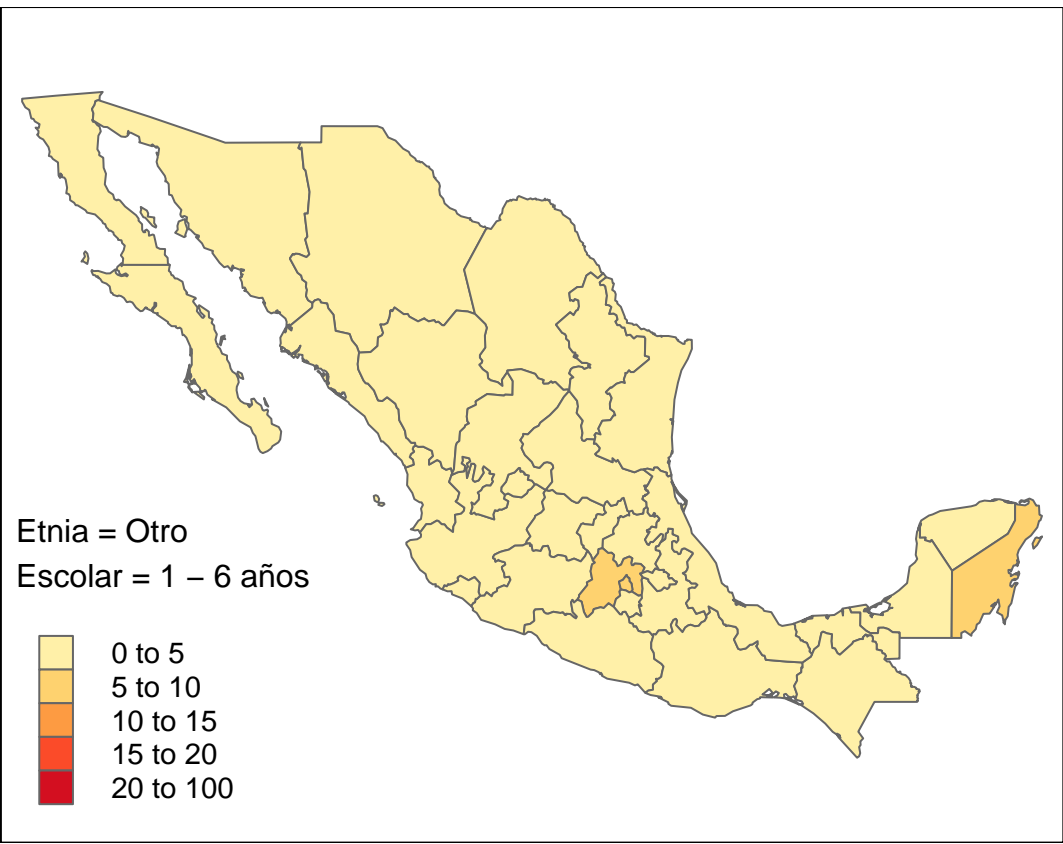 Etnia = Otro
Escolar = 1 – 6 años
0 to 5
5 to 10
10 to 15
15 to 20
20 to 100